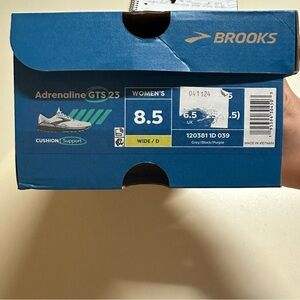 BROOKS
Adrenaline GTS 23
WOMEN'S
8.5
WIDE / D
CUSHION Support
041124
6.5
UK
120381 1D 039
Grey/Black/Purple
MADE IN VIETNAM